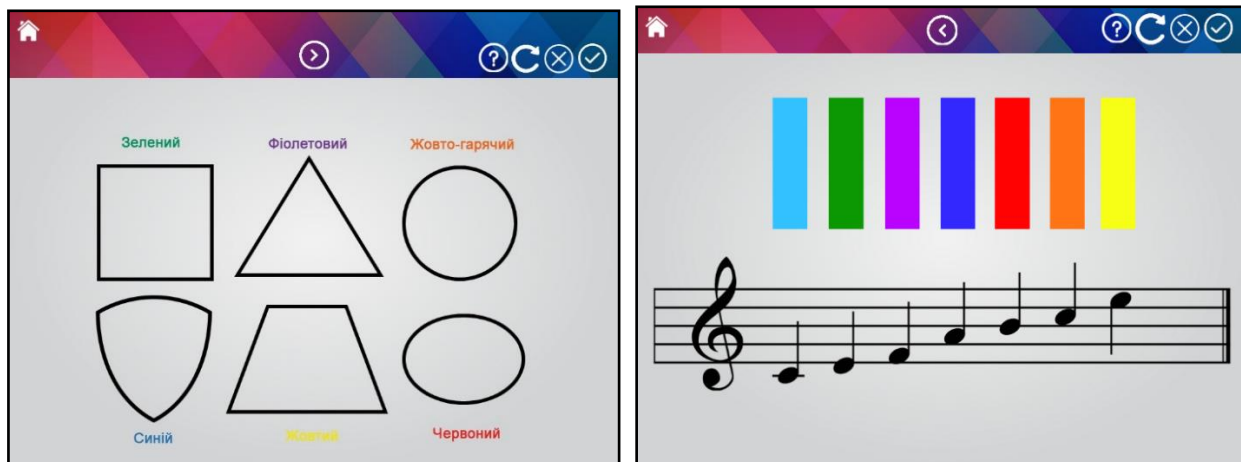 Зелений
Фіолетовий
Жовто-гарячий
Синій
Жовтий
Червоний